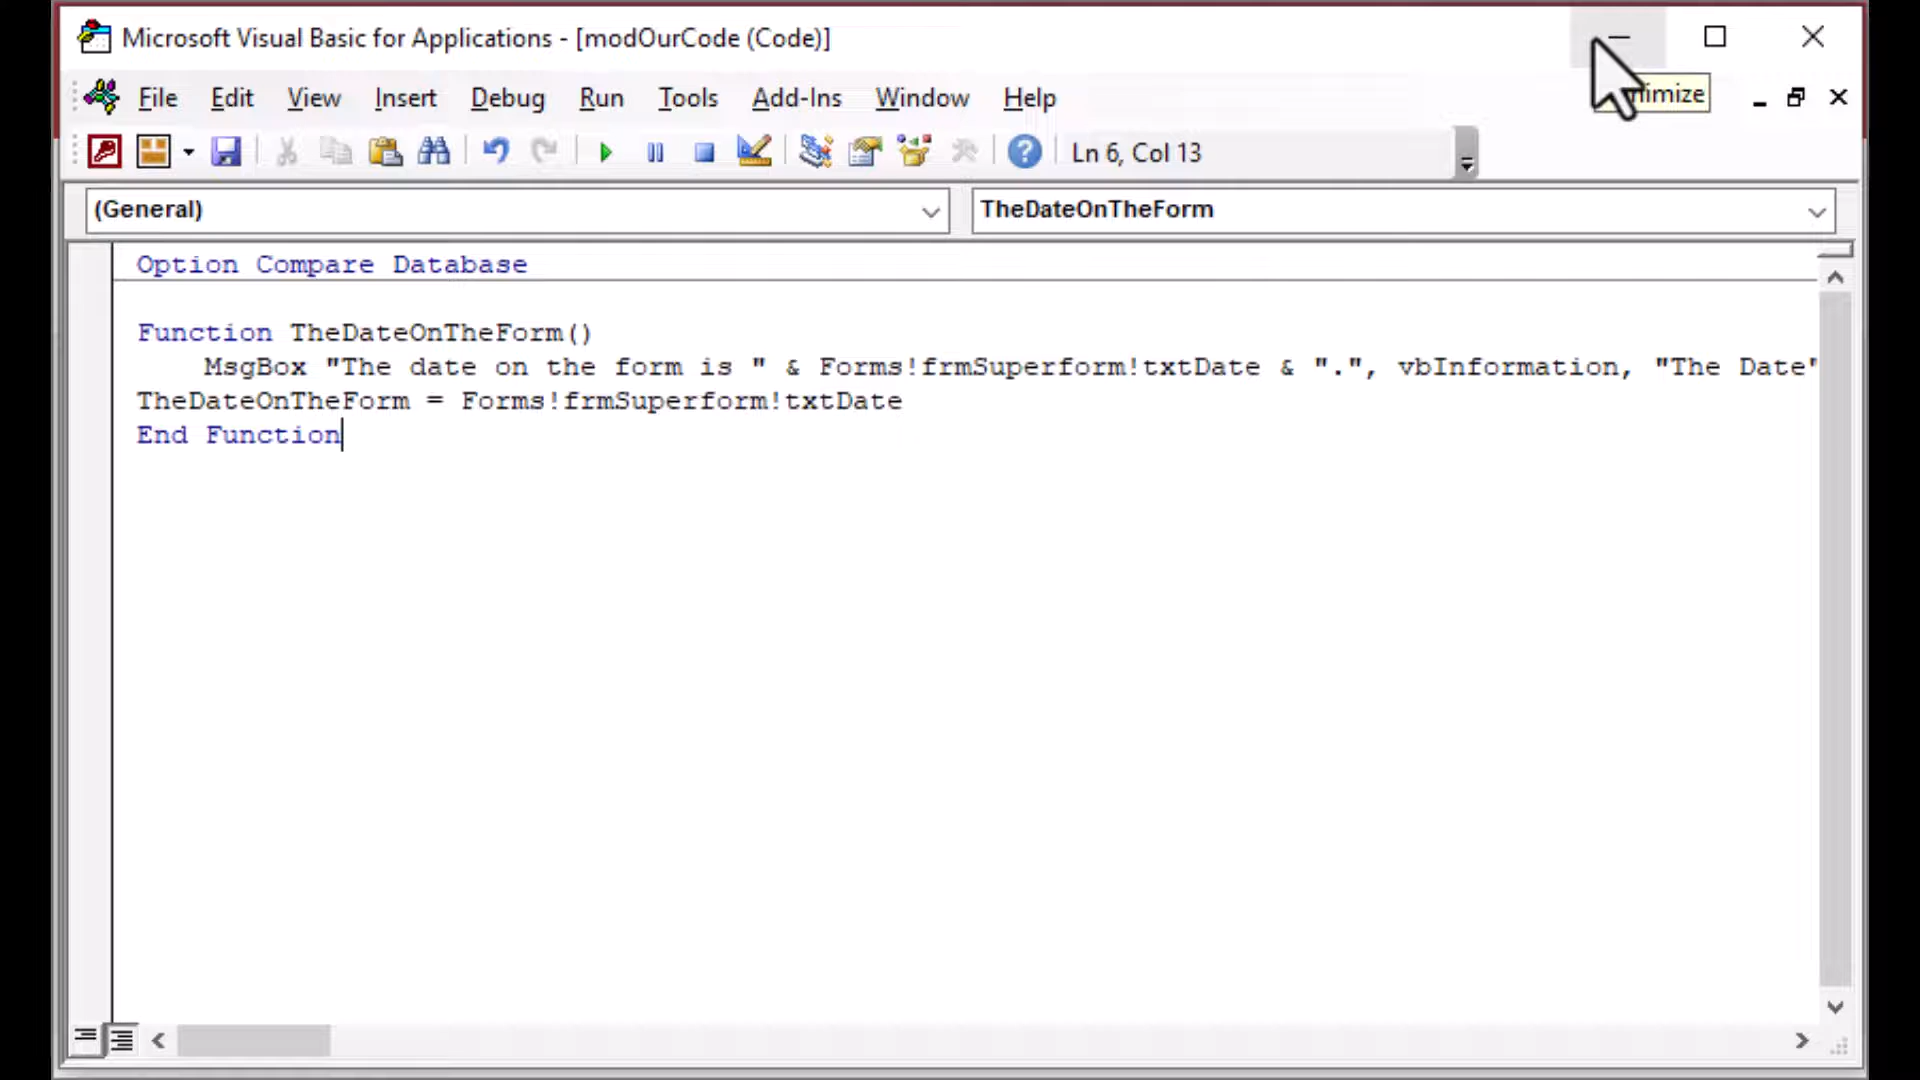 Microsoft Visual Basic for Applications - [modOurCode (Code)]
File Edit View Insert Debug Run Tools Add-Ins Window Help
Ln 6, Col 13
(General) TheDateOnTheForm
Option Compare Database
Function TheDateOnTheForm()
MsgBox "The date on the form is " & Forms!frmSuperform!txtDate & ".", vbInformation, "The Date"
TheDateOnTheForm = Forms!frmSuperform!txtDate
End Function